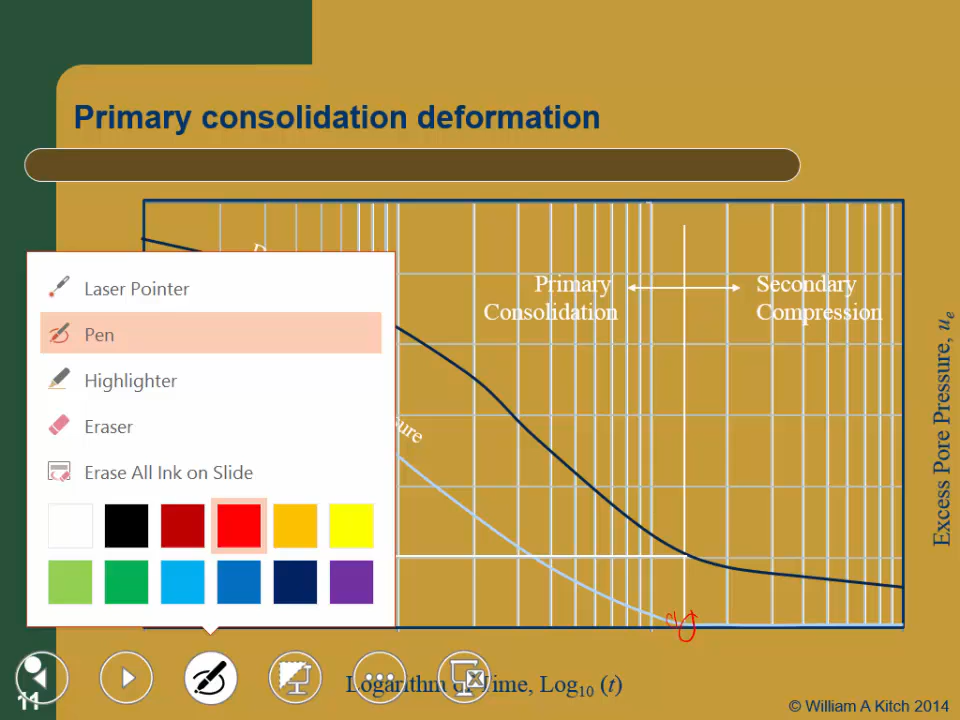 Primary consolidation deformation
Laser Pointer
Pen
Highlighter
Eraser
Erase All Ink on Slide
Primary
Consolidation
Secondary
Compression
Excess Pore Pressure, uₑ
Log₁₀ (t)
11
© William A Kitch 2014